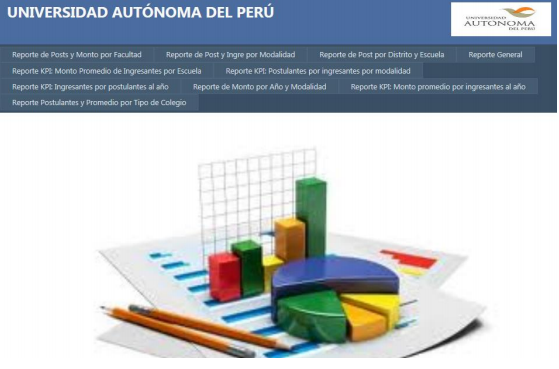 UNIVERSIDAD AUTÓNOMA DEL PERÚ
UNIVERSIDAD
AUTÓNOMA
DEL PERÚ
Reporte de Posts y Monto por Facultad
Reporte de Post y Ingre por Modalidad
Reporte de Post por Distrito y Escuela
Reporte General
Reporte KPI: Monto Promedio de Ingresantes por Escuela
Reporte KPI: Postulantes por ingresantes por modalidad
Reporte KPI: Ingresantes por postulantes al año
Reporte de Monto por Año y Modalidad
Reporte KPI: Monto promedio por ingresantes al año
Reporte Postulantes y Promedio por Tipo de Colegio